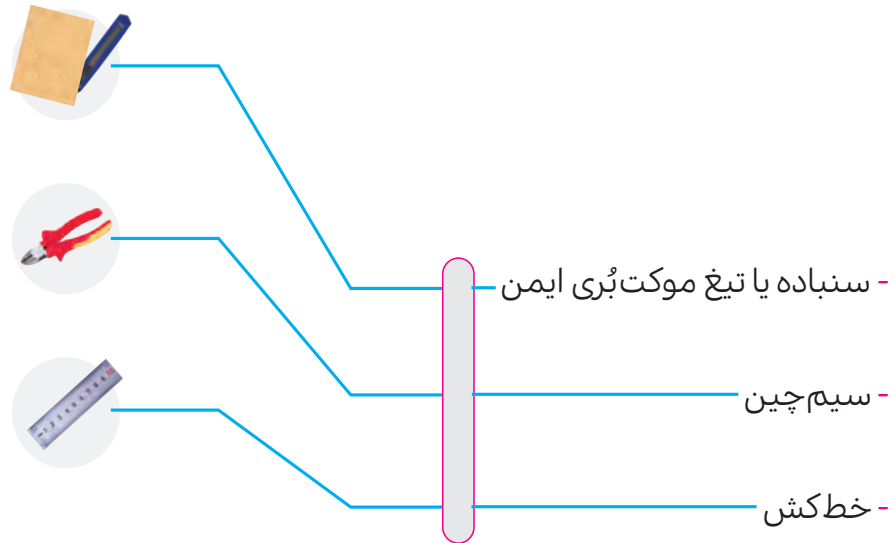 - سنباده یا تیغ موکت‌بُری ایمن
- سیم‌چین
- خط‌کش